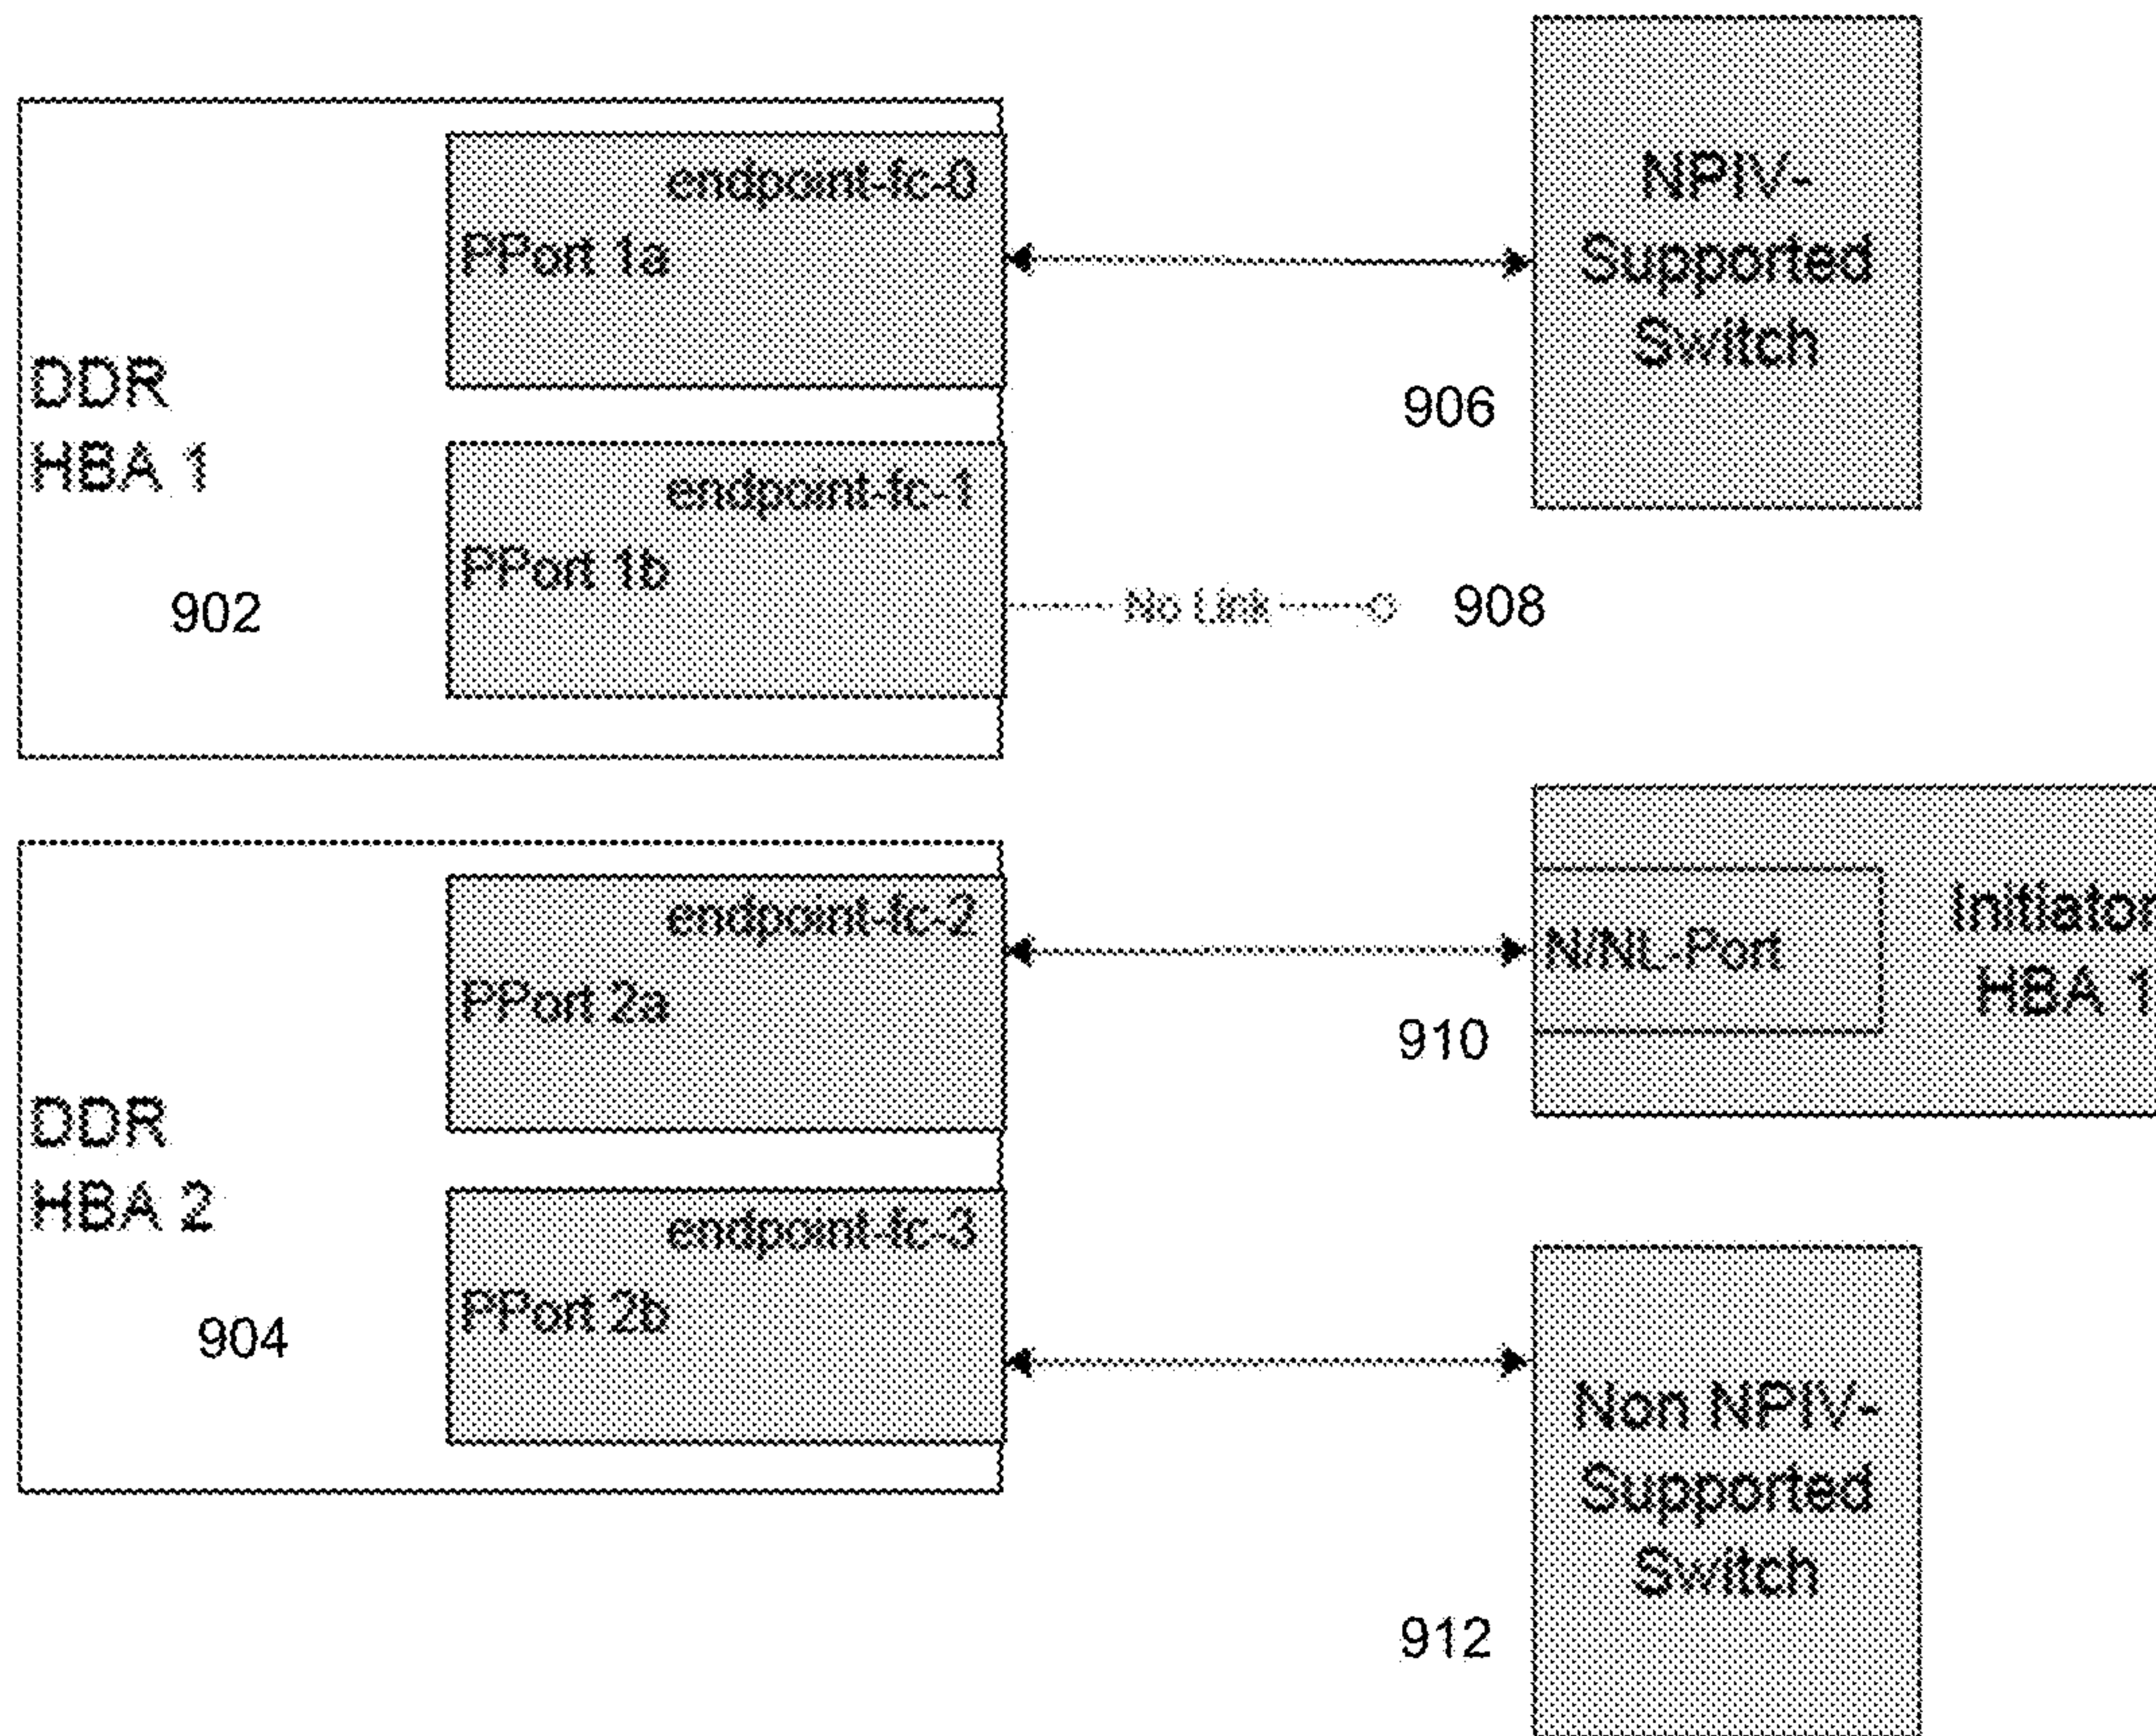 DDR
HBA 1
902
endpoint-fc-0
PPort 1a
endpoint-fc-1
PPort 1b
NPIV-
Supported
Switch
906
No Link
908
DDR
HBA 2
904
endpoint-fc-2
PPort 2a
endpoint-fc-3
PPort 2b
N/NL-Port
Initiator
HBA 1
910
Non NPIV-
Supported
Switch
912